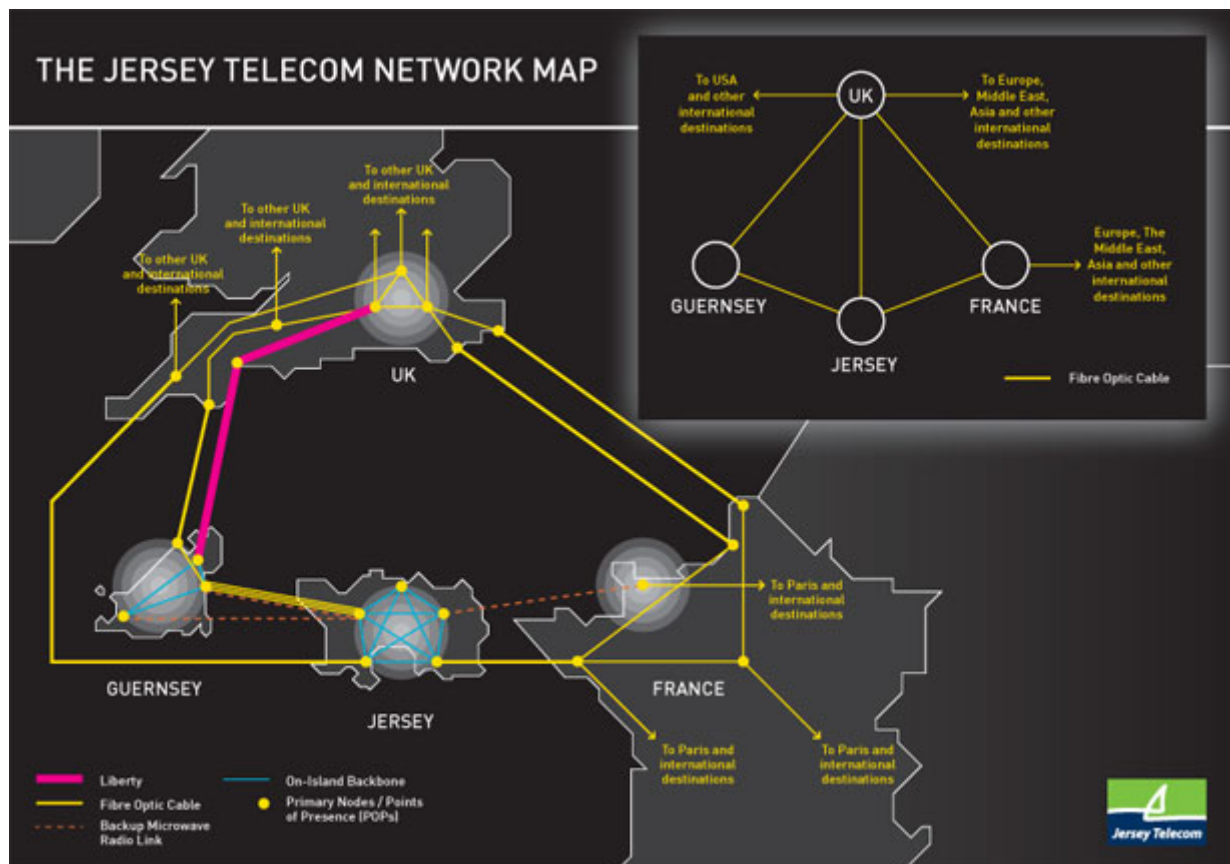 THE JERSEY TELECOM NETWORK MAP
To USA
and other
international
destinations
UK
To Europe,
Middle East,
Asia and other
international
destinations
GUERNSEY
JERSEY
FRANCE
Europe, The
Middle East,
Asia and other
international
destinations
Fibre Optic Cable
To other UK
and international
destinations
To other UK
and international
destinations
To other UK
and international
destinations
UK
GUERNSEY
JERSEY
FRANCE
To Paris and
international
destinations
To Paris and
international
destinations
To Paris and
international
destinations
Liberty
Fibre Optic Cable
Backup Microwave
Radio Link
On-Island Backbone
Primary Nodes / Points
of Presence (POPs)
Jersey Telecom